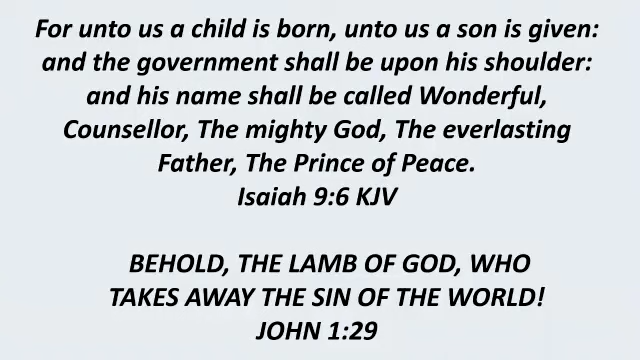 For unto us a child is born, unto us a son is given:
and the government shall be upon his shoulder:
and his name shall be called Wonderful,
Counsellor, The mighty God, The everlasting
Father, The Prince of Peace.
Isaiah 9:6 KJV
BEHOLD, THE LAMB OF GOD, WHO
TAKES AWAY THE SIN OF THE WORLD!
JOHN 1:29